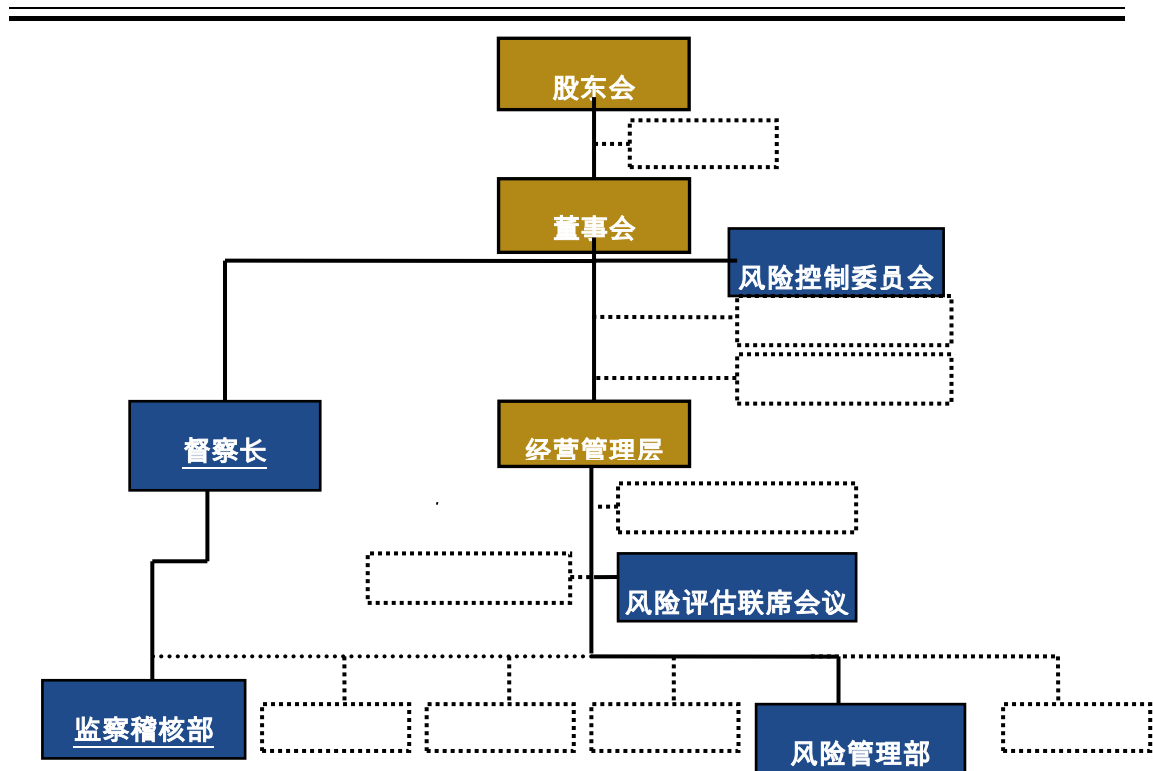 股东会
董事会
风险控制委员会
督察长
经营管理层
风险评估联席会议
监察稽核部
风险管理部